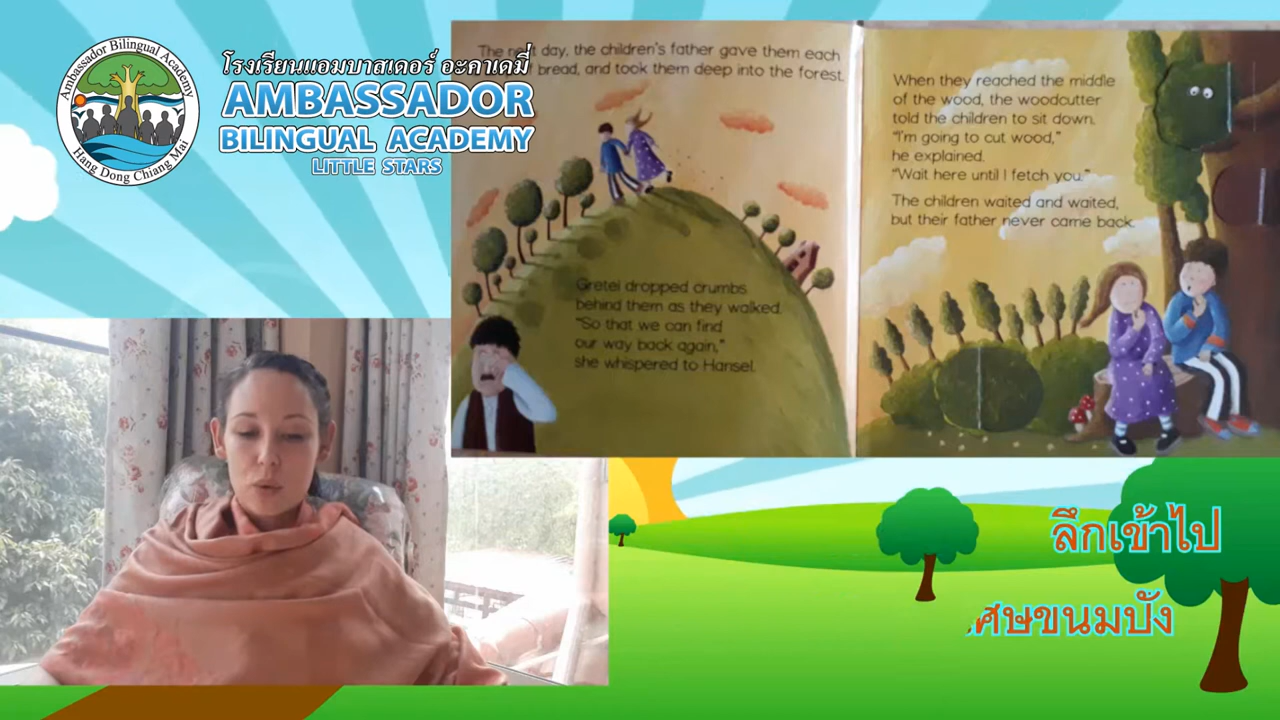 Ambassador Bilingual Academy
Hang Dong Chiang Mai
โรงเรียนแอมบาสเดอร์ อะคาเดมี่
AMBASSADOR
BILINGUAL ACADEMY
LITTLE STARS
The next day, the children's father gave them each
bread, and took them deep into the forest.
Gretel dropped crumbs
behind them as they walked.
"So that we can find
our way back again,"
she whispered to Hansel.
When they reached the middle
of the wood, the woodcutter
told the children to sit down.
"I'm going to cut wood,"
he explained.
"Wait here until I fetch you."
The children waited and waited,
but their father never came back.
ลึกเข้าไป
เศษขนมปัง